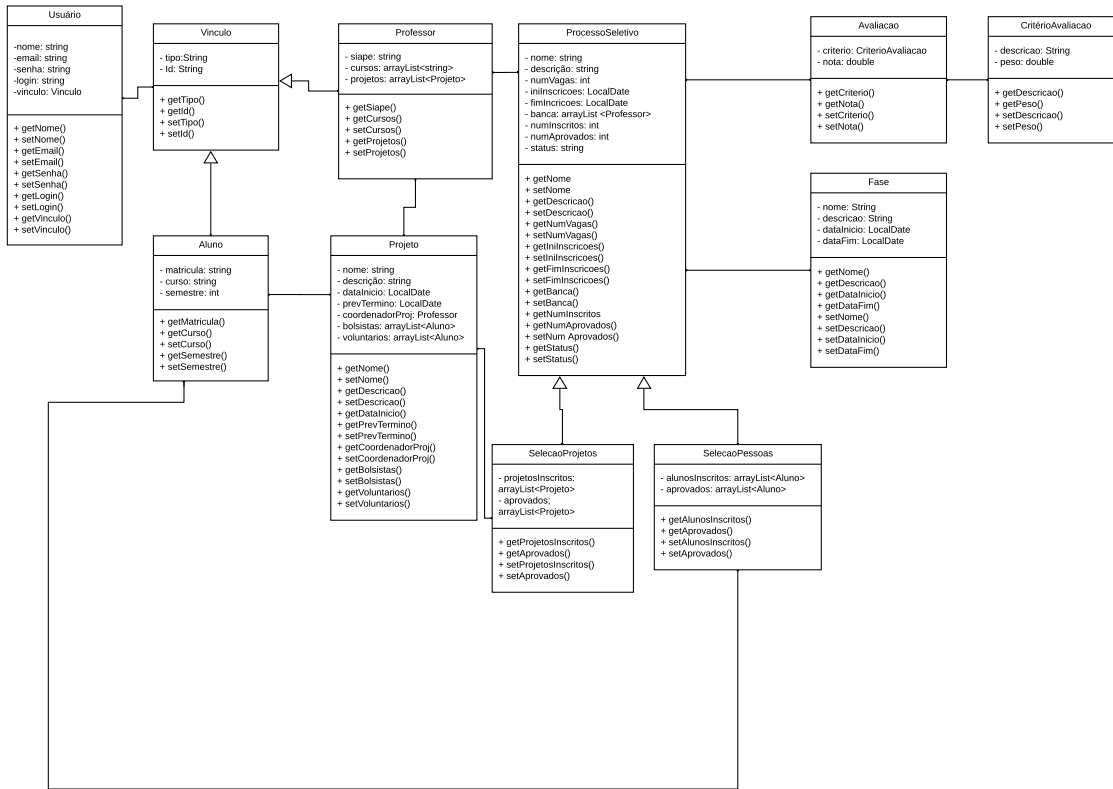 Usuário
-nome: string
-email: string
-senha: string
-login: string
-vinculo: Vinculo
+ getNome()
+ setNome()
+ getEmail()
+ setEmail()
+ getSenha()
+ setSenha()
+ getLogin()
+ setLogin()
+ getVinculo()
+ setVinculo()
Vinculo
- tipo:String
- Id: String
+ getTipo()
+ getId()
+ setTipo()
+ setId()
Professor
- siape: string
- cursos: arrayList<string>
- projetos: arrayList<Projeto>
+ getSiape()
+ getCursos()
+ setCursos()
+ getProjetos()
+ setProjetos()
ProcessoSeletivo
- nome: string
- descrição: string
- numVagas: int
- iniInscricoes: LocalDate
- fimIncricoes: LocalDate
- banca: arrayList <Professor>
- numInscritos: int
- numAprovados: int
- status: string
+ getNome
+ setNome
+ getDescricao()
+ setDescricao()
+ getNumVagas()
+ setNumVagas()
+ getIniInscricoes()
+ setIniInscricoes()
+ getFimInscricoes()
+ setFimInscricoes()
+ getBanca()
+ setBanca()
+ getNumInscritos
+ getNumAprovados()
+ setNum Aprovados()
+ getStatus()
+ setStatus()
Avaliacao
- criterio: CriterioAvaliacao
- nota: double
+ getCriterio()
+ getNota()
+ setCriterio()
+ setNota()
CritérioAvaliacao
- descricao: String
- peso: double
+ getDescricao()
+ getPeso()
+ setDescricao()
+ setPeso()
Fase
- nome: String
- descricao: String
- dataInicio: LocalDate
- dataFim: LocalDate
+ getNome()
+ getDescricao()
+ getDataInicio()
+ getDataFim()
+ setNome()
+ setDescricao()
+ setDataInicio()
+ setDataFim()
Aluno
- matricula: string
- curso: string
- semestre: int
+ getMatricula()
+ getCurso()
+ setCurso()
+ getSemestre()
+ setSemestre()
Projeto
- nome: string
- descrição: string
- dataInicio: LocalDate
- prevTermino: LocalDate
- coordenadorProj: Professor
- bolsistas: arrayList<Aluno>
- voluntarios: arrayList<Aluno>
+ getNome()
+ setNome()
+ getDescricao()
+ setDescricao()
+ getDataInicio()
+ getPrevTermino()
+ setPrevTermino()
+ getCoordenadorProj()
+ setCoordenadorProj()
+ getBolsistas()
+ setBolsistas()
+ getVoluntarios()
+ setVoluntarios()
SelecaoProjetos
- projetosInscritos:
arrayList<Projeto>
- aprovados;
arrayList<Projeto>
+ getProjetosInscritos()
+ getAprovados()
+ setProjetosInscritos()
+ setAprovados()
SelecaoPessoas
- alunosInscritos: arrayList<Aluno>
- aprovados: arrayList<Aluno>
+ getAlunosInscritos()
+ getAprovados()
+ setAlunosInscritos()
+ setAprovados()